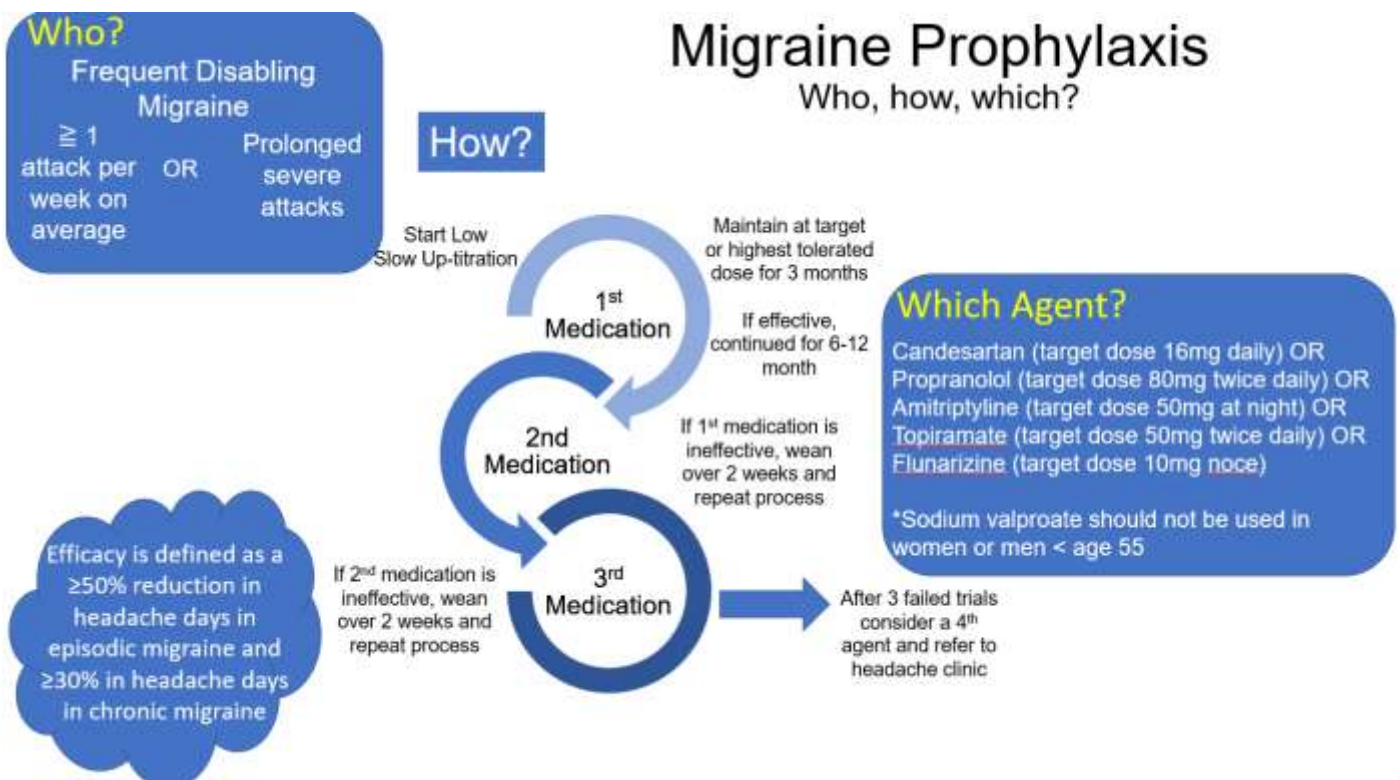 Who?
Frequent Disabling
Migraine
≧ 1
attack per
week on
average
OR
Prolonged
severe
attacks
Migraine Prophylaxis
Who, how, which?
How?
Start Low
Slow Up-titration
1st
Medication
Maintain at target
or highest tolerated
dose for 3 months
If effective,
continued for 6-12
month
2nd
Medication
If 1st medication is
ineffective, wean
over 2 weeks and
repeat process
If 2nd medication is
ineffective, wean
over 2 weeks and
repeat process
3rd
Medication
After 3 failed trials
consider a 4th
agent and refer to
headache clinic
Which Agent?
Candesartan (target dose 16mg daily) OR
Propranolol (target dose 80mg twice daily) OR
Amitriptyline (target dose 50mg at night) OR
Topiramate (target dose 50mg twice daily) OR
Flunarizine (target dose 10mg noce)
*Sodium valproate should not be used in
women or men < age 55
Efficacy is defined as a
≥50% reduction in
headache days in
episodic migraine and
≥30% in headache days
in chronic migraine